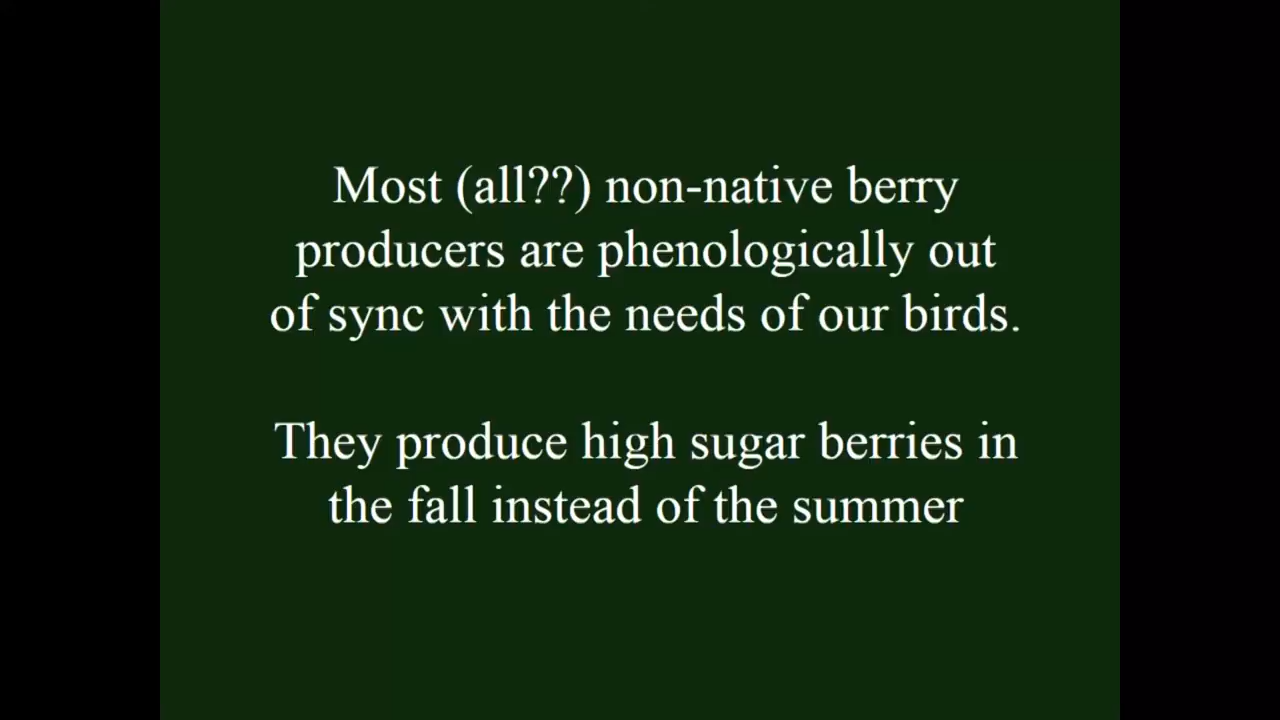 Most (all??) non-native berry
producers are phenologically out
of sync with the needs of our birds.
They produce high sugar berries in
the fall instead of the summer